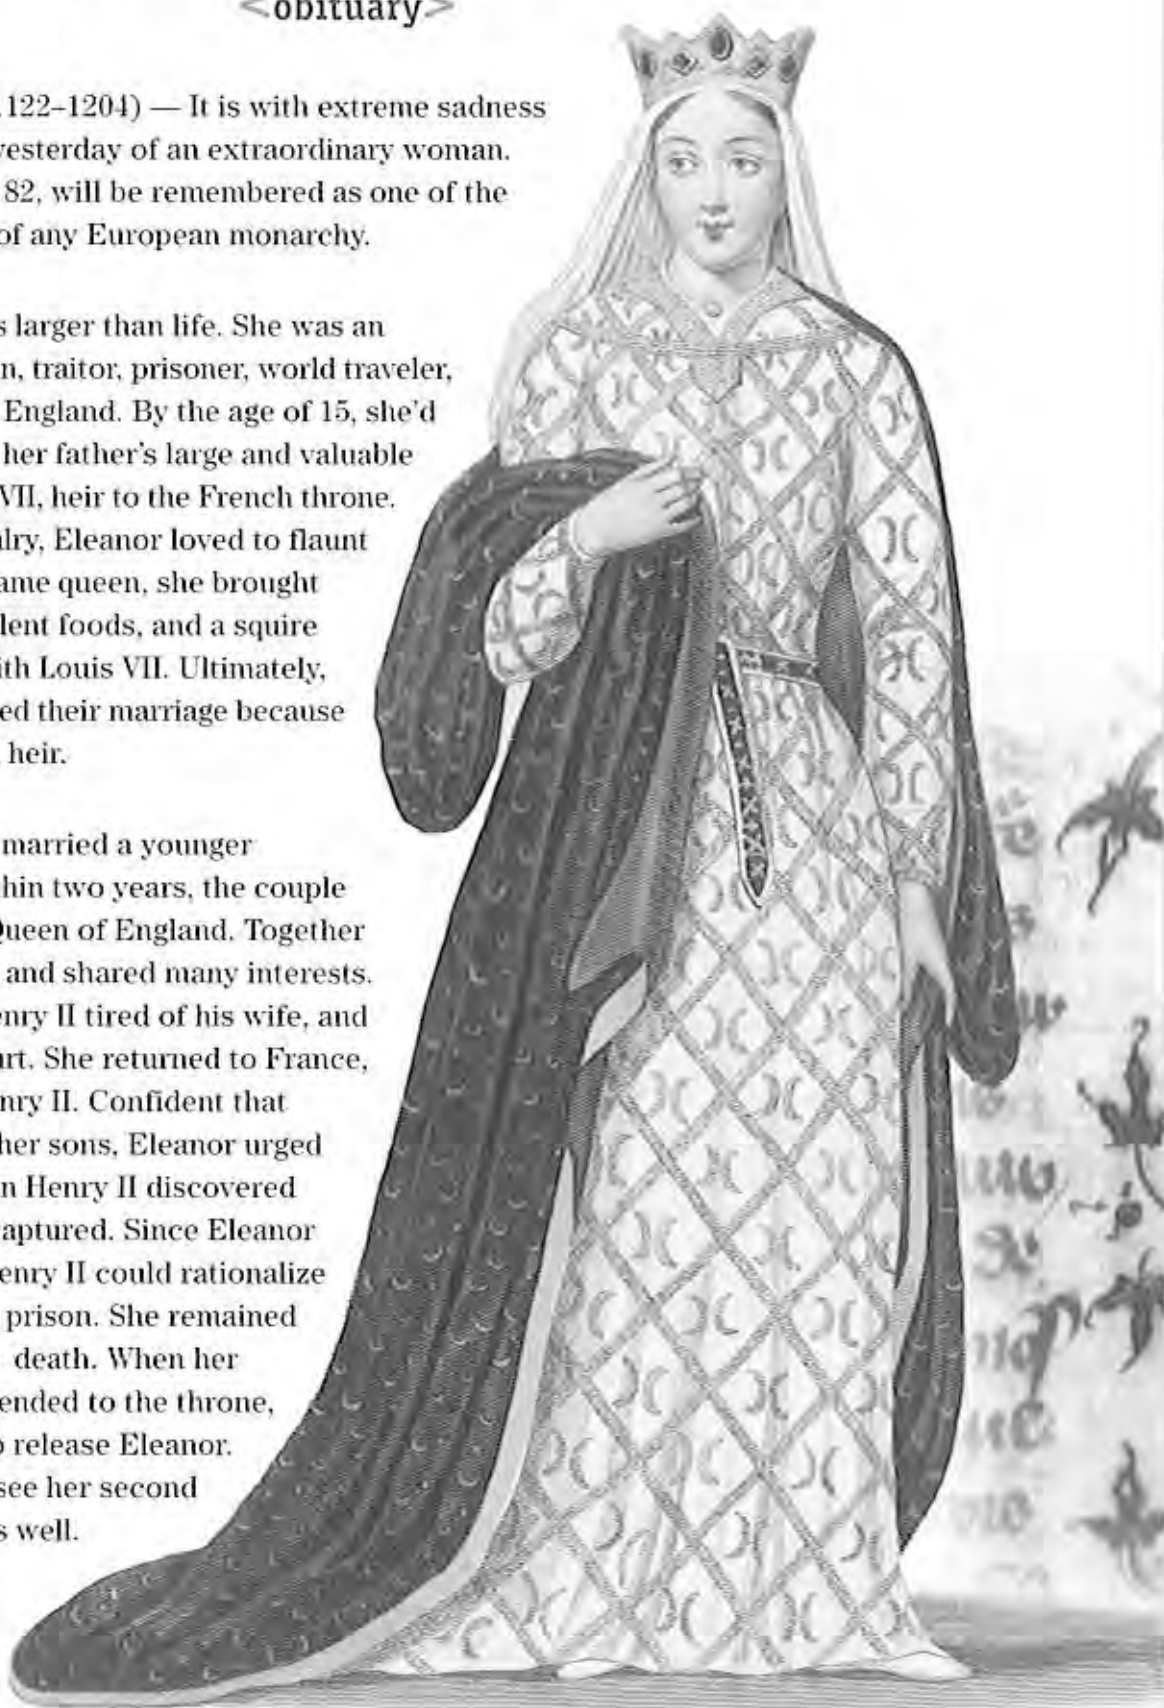 <obituary>
122–1204) — It is with extreme sadness
yesterday of an extraordinary woman.
82, will be remembered as one of the
of any European monarchy.
s larger than life. She was an
n, traitor, prisoner, world traveler,
England. By the age of 15, she'd
her father's large and valuable
VII, heir to the French throne.
alry, Eleanor loved to flaunt
ame queen, she brought
lent foods, and a squire
ith Louis VII. Ultimately,
ed their marriage because
heir.
married a younger
hin two years, the couple
Queen of England. Together
and shared many interests.
enry II tired of his wife, and
urt. She returned to France,
nry II. Confident that
her sons, Eleanor urged
n Henry II discovered
aptured. Since Eleanor
enry II could rationalize
prison. She remained
death. When her
ended to the throne,
o release Eleanor.
see her second
s well.